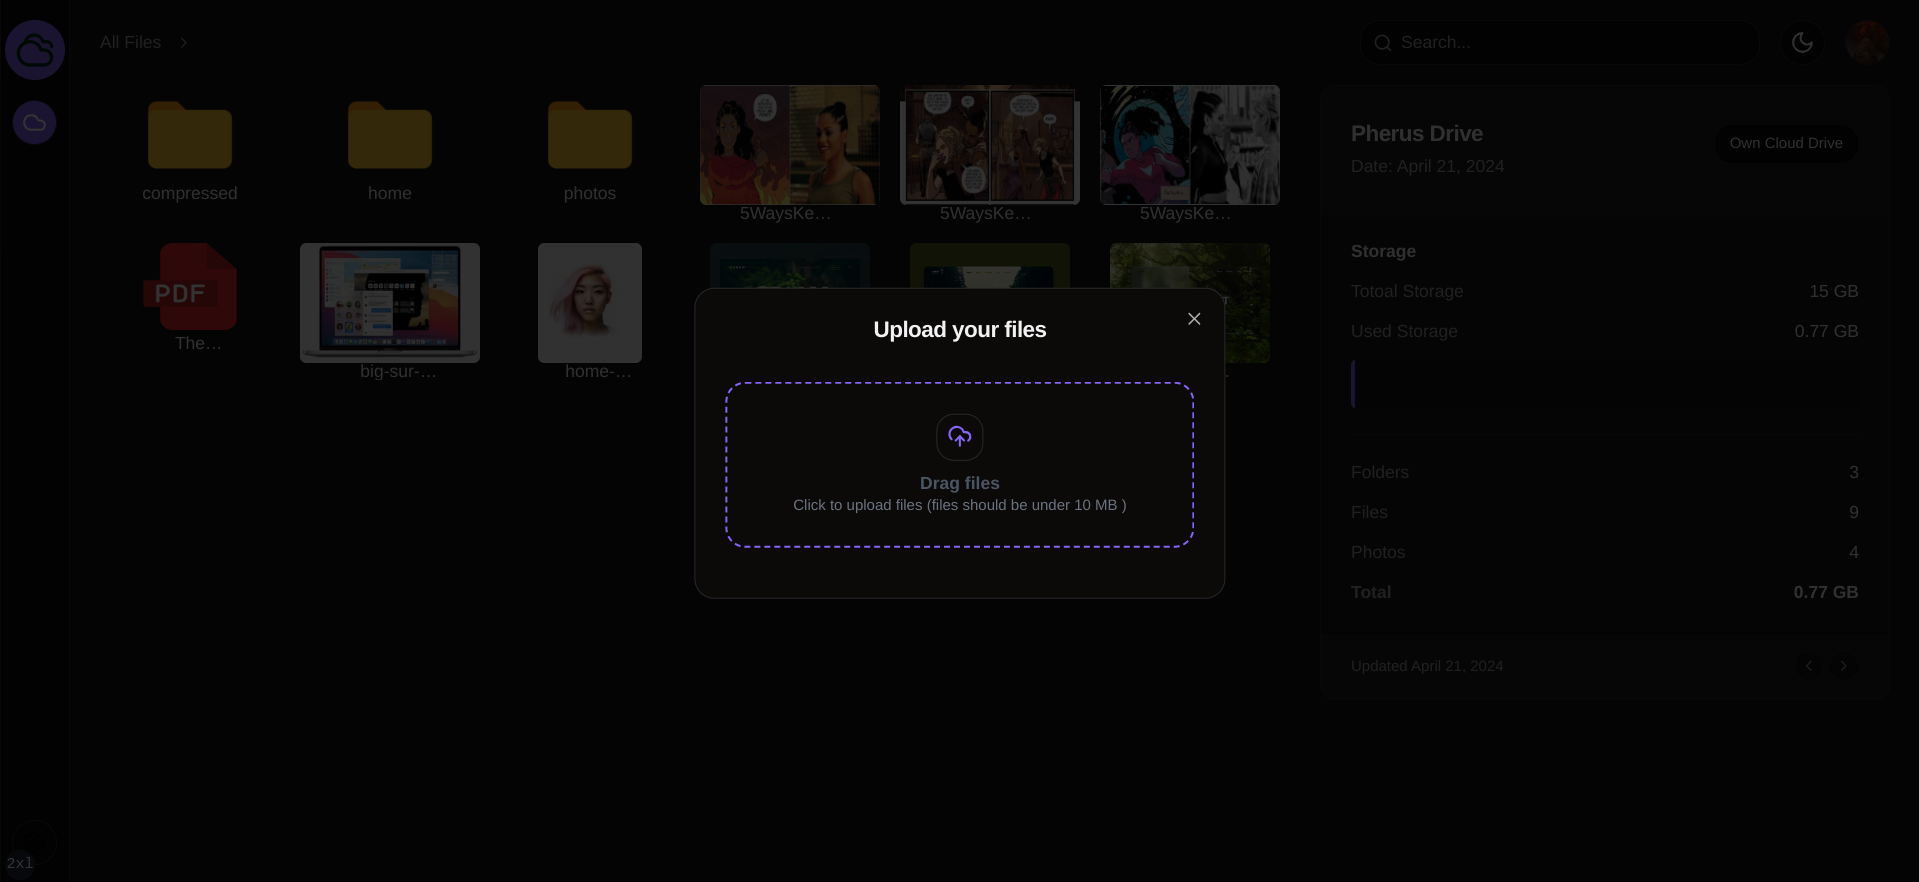 All Files
Search...
compressed
home
photos
5WaysKe...
5WaysKe...
5WaysKe...
PDF
The...
big-sur-...
home-...
Upload your files
Drag files
Click to upload files (files should be under 10 MB )
Pherus Drive
Date: April 21, 2024
Own Cloud Drive
Storage
Totoal Storage 15 GB
Used Storage 0.77 GB
Folders 3
Files 9
Photos 4
Total 0.77 GB
Updated April 21, 2024
2xl